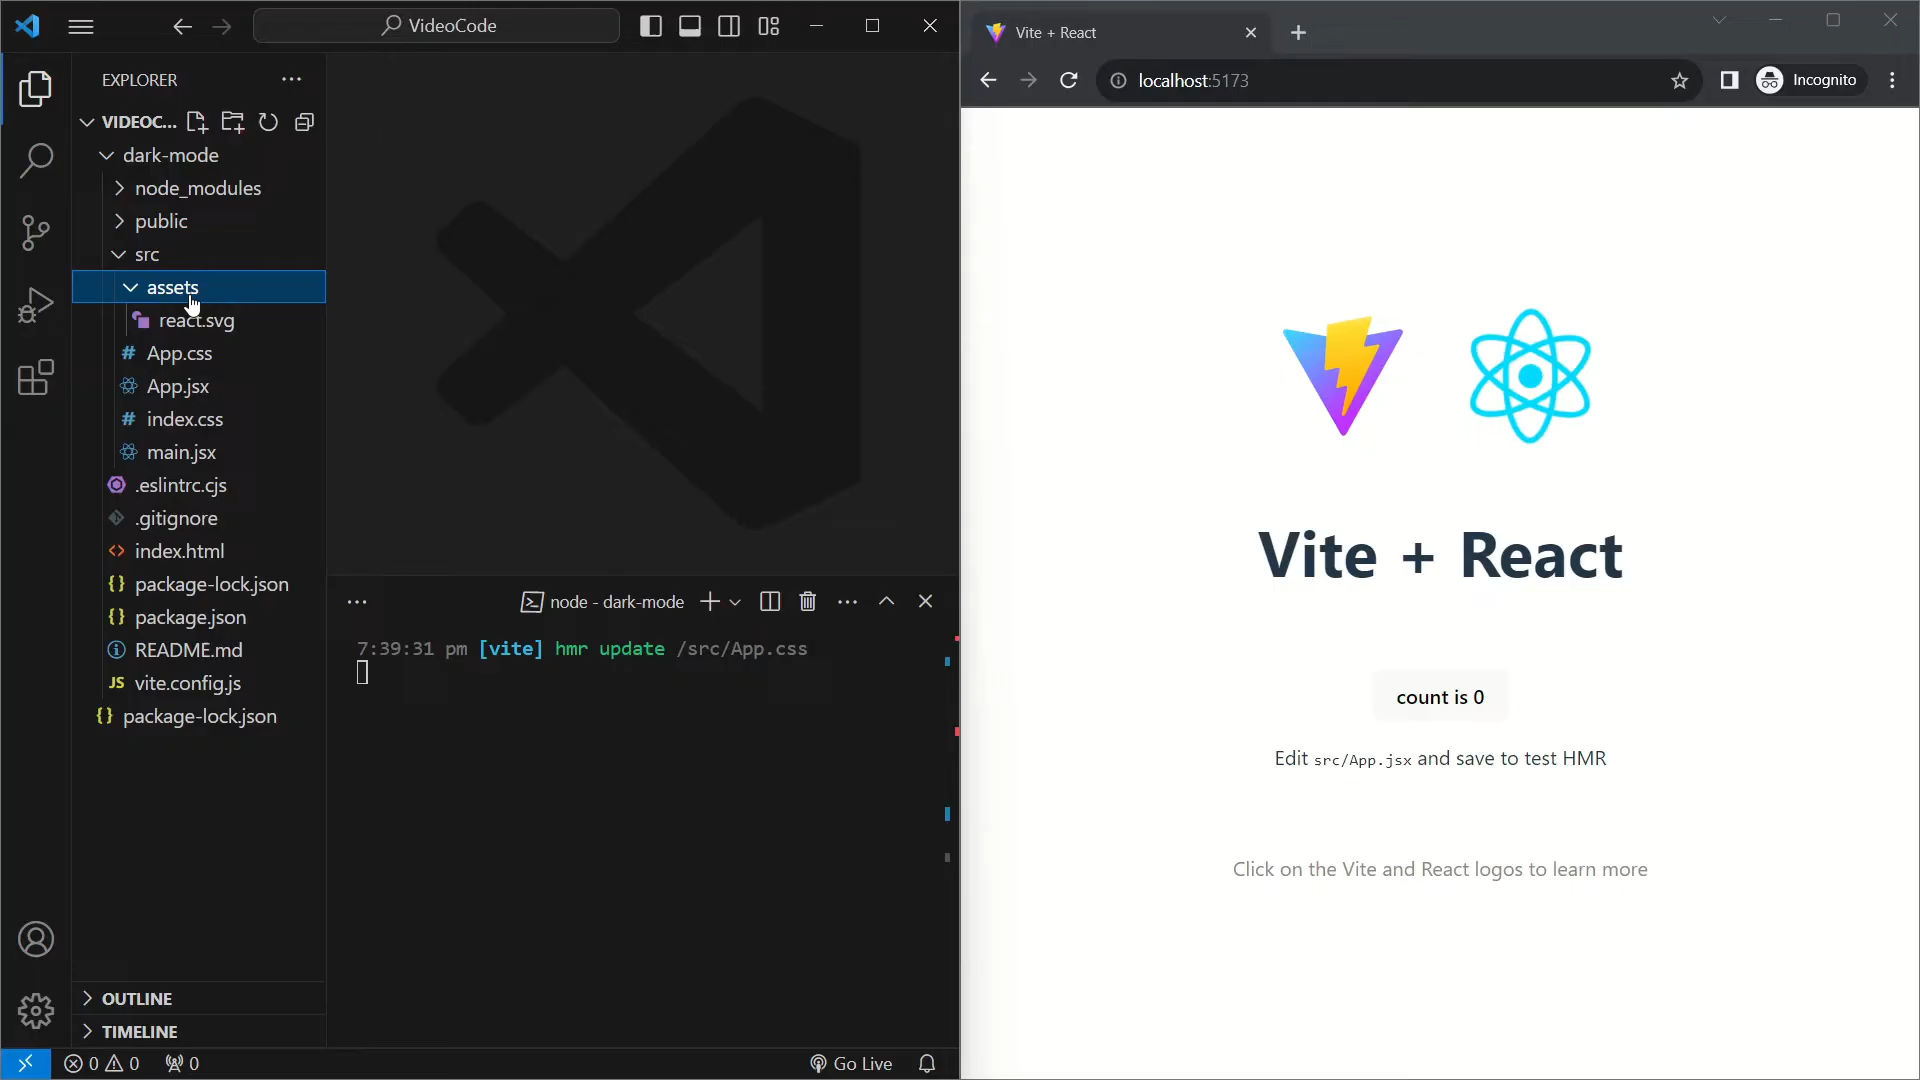 VideoCode
EXPLORER
VIDEOC...
dark-mode
node_modules
public
src
assets
react.svg
App.css
App.jsx
index.css
main.jsx
.eslintrc.cjs
.gitignore
index.html
package-lock.json
package.json
README.md
vite.config.js
package-lock.json
OUTLINE
TIMELINE
node - dark-mode
7:39:31 pm [vite] hmr update /src/App.css
0 0 0
Go Live
Vite + React
localhost:5173
Incognito
Vite + React
count is 0
Edit src/App.jsx and save to test HMR
Click on the Vite and React logos to learn more